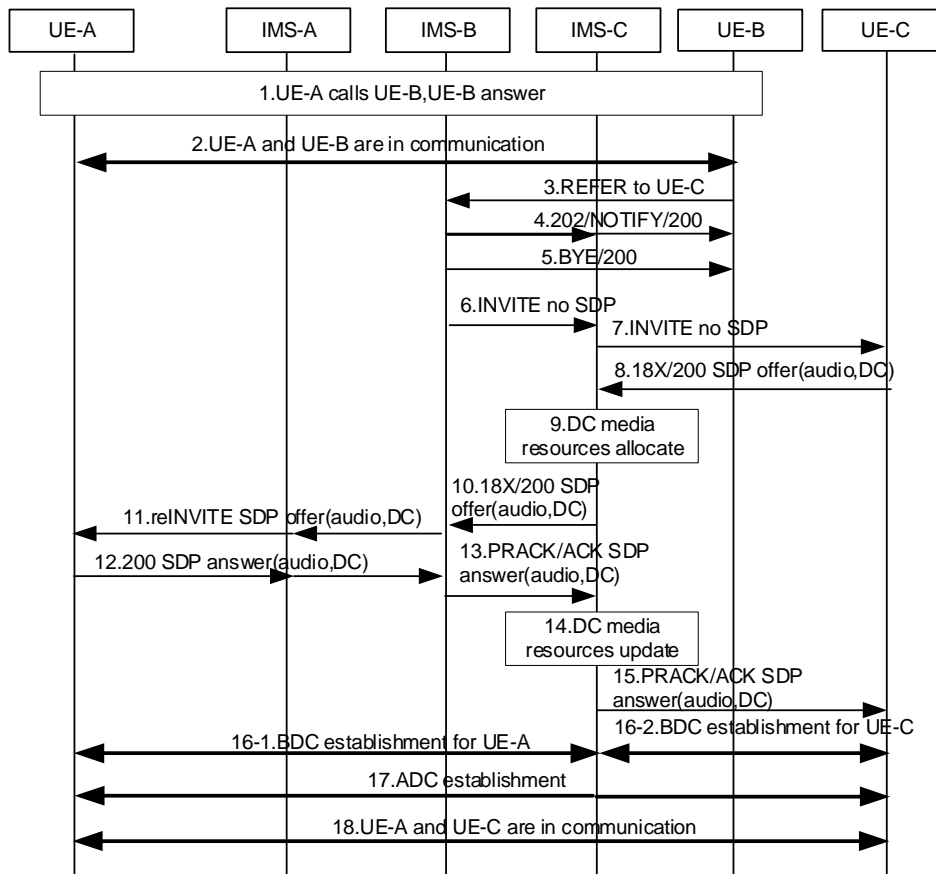 UE-A
IMS-A
IMS-B
IMS-C
UE-B
UE-C
1.UE-A calls UE-B,UE-B answer
2.UE-A and UE-B are in communication
3.REFER to UE-C
4.202/NOTIFY/200
5.BYE/200
6.INVITE no SDP
7.INVITE no SDP
8.18X/200 SDP offer(audio,DC)
9.DC media
resources allocate
10.18X/200 SDP
offer(audio,DC)
11.reINVITE SDP offer(audio,DC)
12.200 SDP answer(audio,DC)
13.PRACK/ACK SDP
answer(audio,DC)
14.DC media
resources update
15.PRACK/ACK SDP
answer(audio,DC)
16-1.BDC establishment for UE-A
16-2.BDC establishment for UE-C
17.ADC establishment
18.UE-A and UE-C are in communication